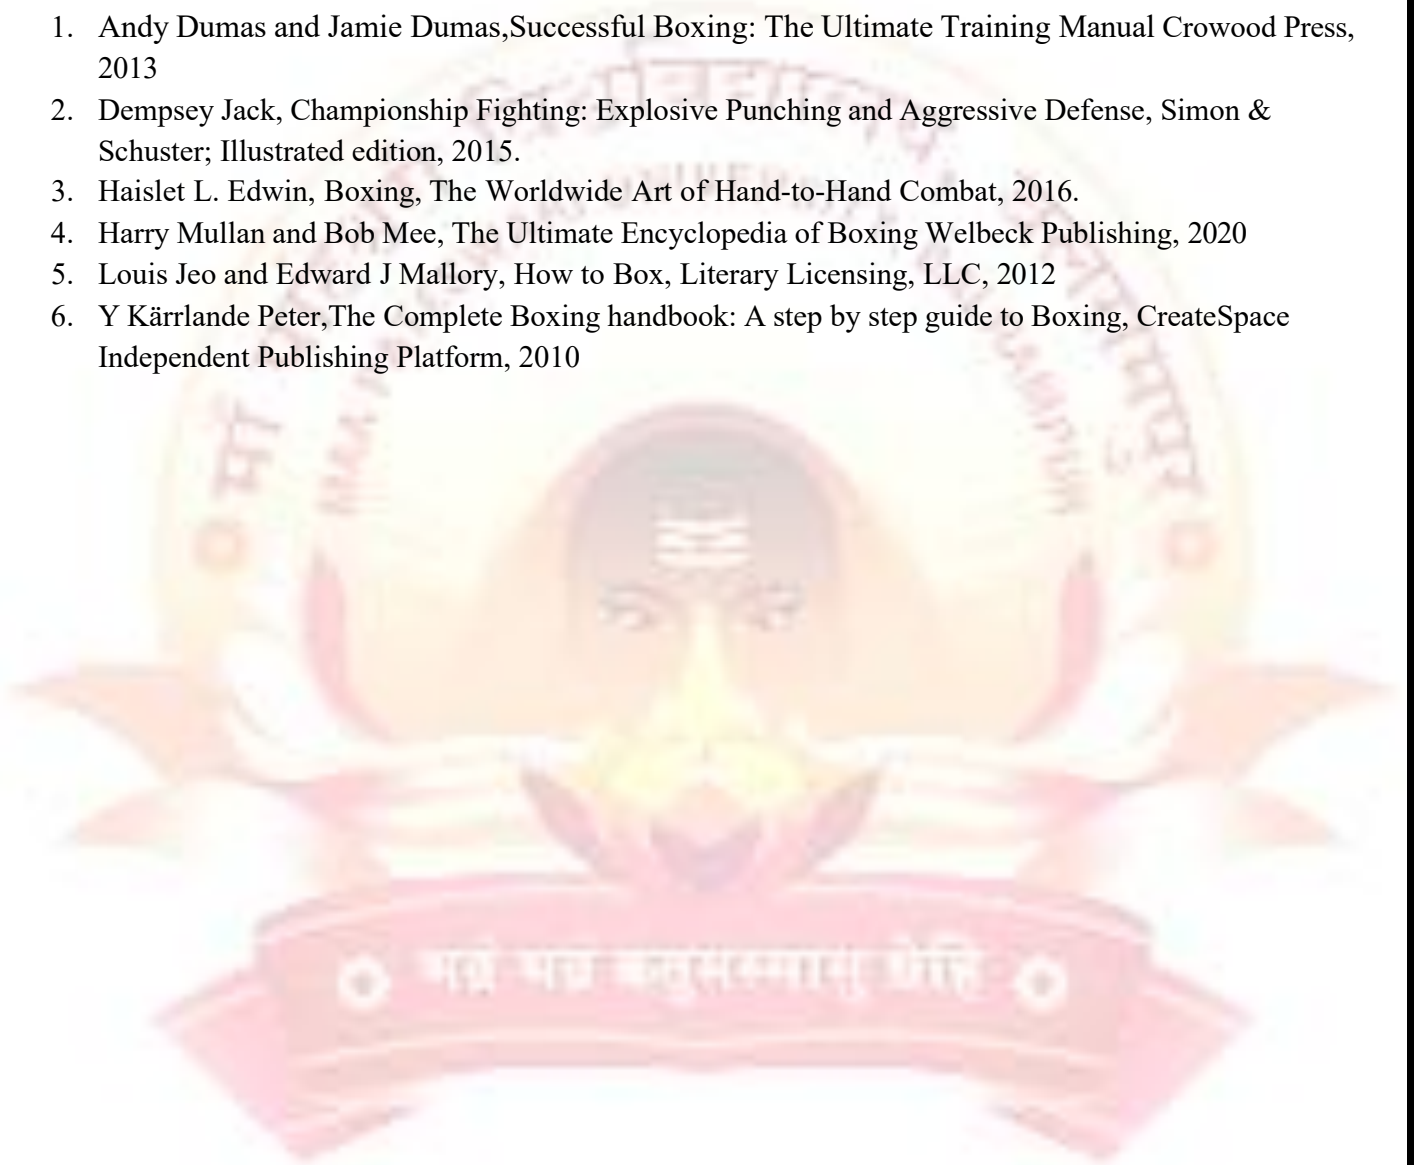 1. Andy Dumas and Jamie Dumas,Successful Boxing: The Ultimate Training Manual Crowood Press,
2013
2. Dempsey Jack, Championship Fighting: Explosive Punching and Aggressive Defense, Simon &
Schuster; Illustrated edition, 2015.
3. Haislet L. Edwin, Boxing, The Worldwide Art of Hand-to-Hand Combat, 2016.
4. Harry Mullan and Bob Mee, The Ultimate Encyclopedia of Boxing Welbeck Publishing, 2020
5. Louis Jeo and Edward J Mallory, How to Box, Literary Licensing, LLC, 2012
6. Y Kärrlande Peter,The Complete Boxing handbook: A step by step guide to Boxing, CreateSpace
Independent Publishing Platform, 2010
माँ